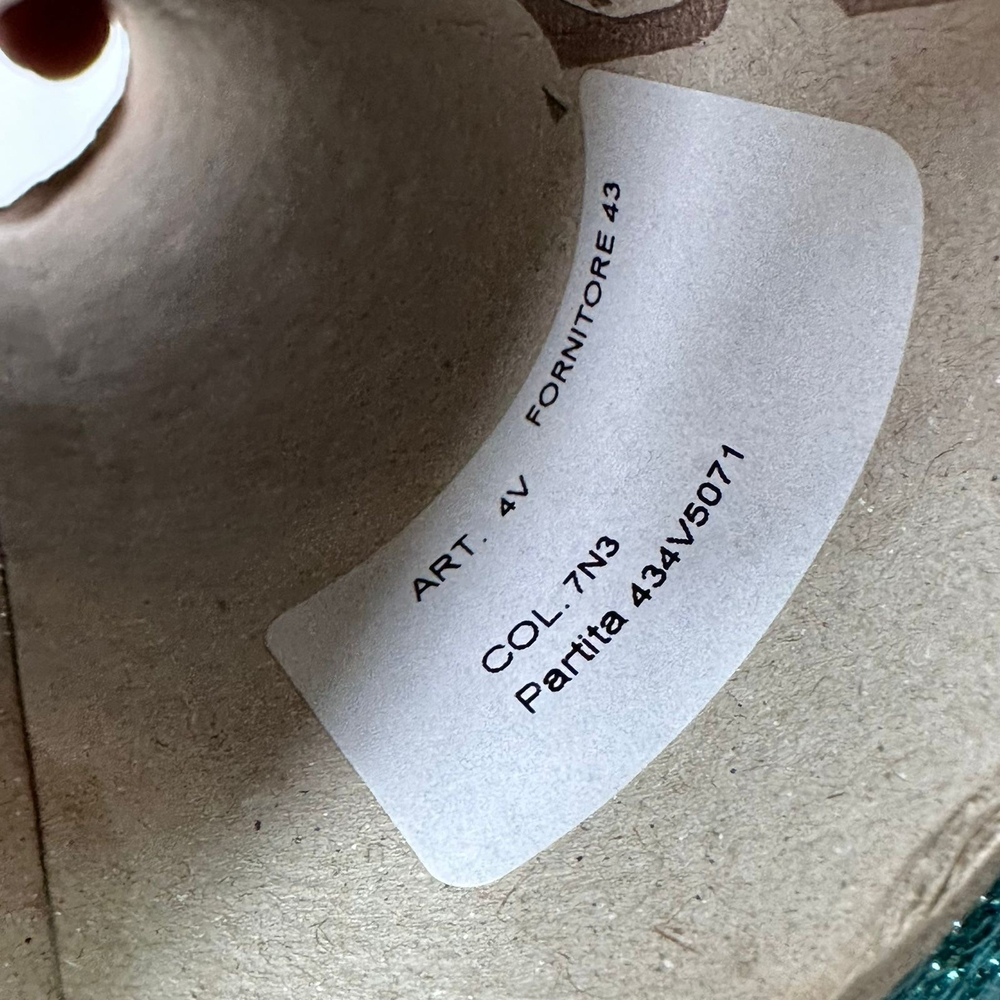 ART. 4V FORNITORE 43
COL. 7N3
Partita 434V5071